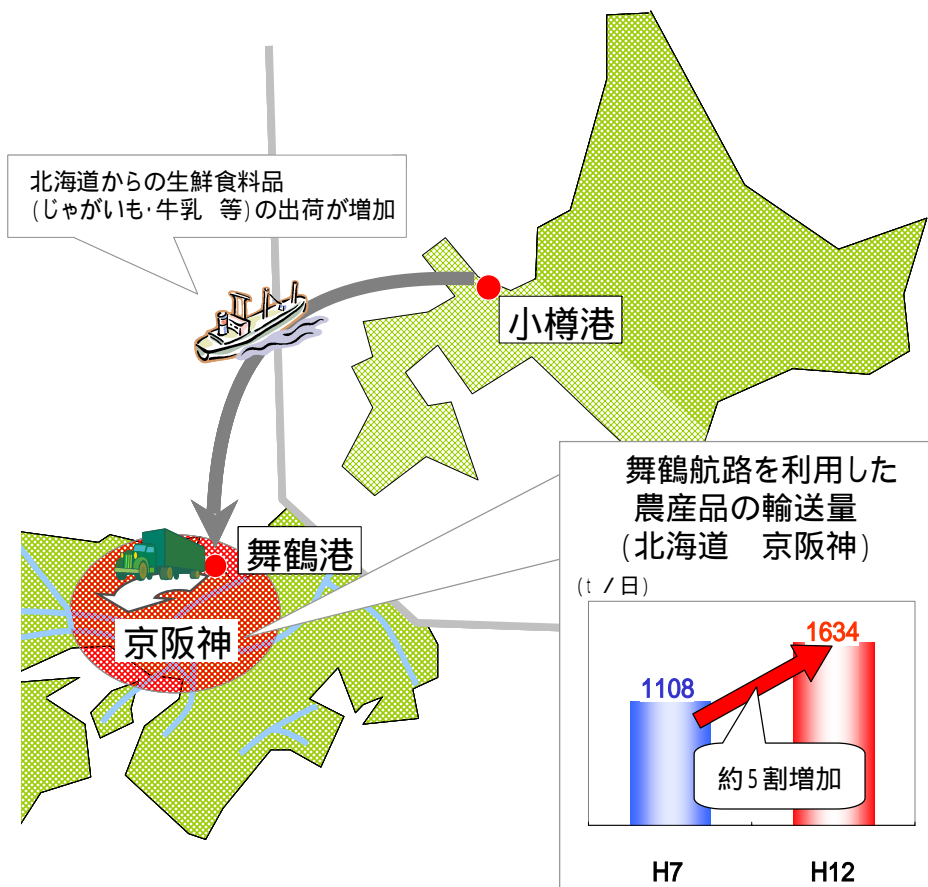 北海道からの生鮮食料品
(じゃがいも・牛乳 等)の出荷が増加
小樽港
舞鶴港
京阪神
舞鶴航路を利用した
農産品の輸送量
(北海道 京阪神)
(t /日)
1108
1634
約5割増加
H7
H12